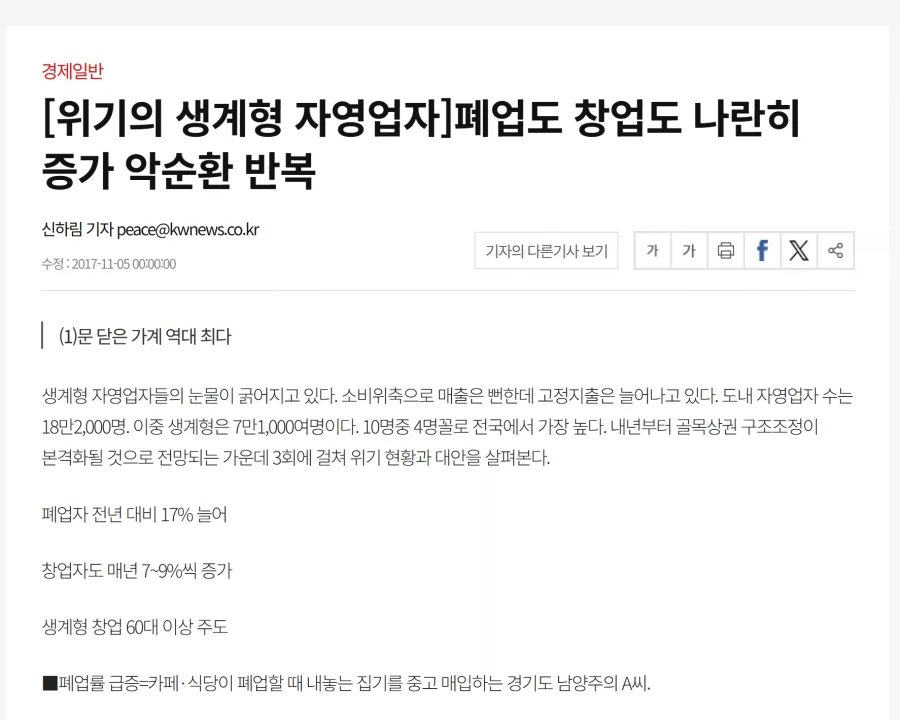 경제일반
[위기의 생계형 자영업자]폐업도 창업도 나란히
증가 악순환 반복
신하림 기자 peace@kwnews.co.kr
수정 : 2017-11-05 00:00:00
기자의 다른기사 보기
가 가
(1)문 닫은 가게 역대 최다
생계형 자영업자들의 눈물이 굵어지고 있다. 소비위축으로 매출은 뻔한데 고정지출은 늘어나고 있다. 도내 자영업자 수는
18만2,000명. 이중 생계형은 7만1,000여명이다. 10명중 4명꼴로 전국에서 가장 높다. 내년부터 골목상권 구조조정이
본격화될 것으로 전망되는 가운데 3회에 걸쳐 위기 현황과 대안을 살펴본다.
폐업자 전년 대비 17% 늘어
창업자도 매년 7~9%씩 증가
생계형 창업 60대 이상 주도
■폐업률 급증=카페·식당이 폐업할 때 내놓는 집기를 중고 매입하는 경기도 남양주의 A씨.